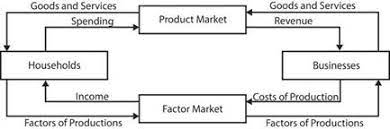 Goods and Services
Goods and Services
Spending
Product Market
Revenue
Households
Businesses
Income
Factor Market
Costs of Production
Factors of Productions
Factors of Productions